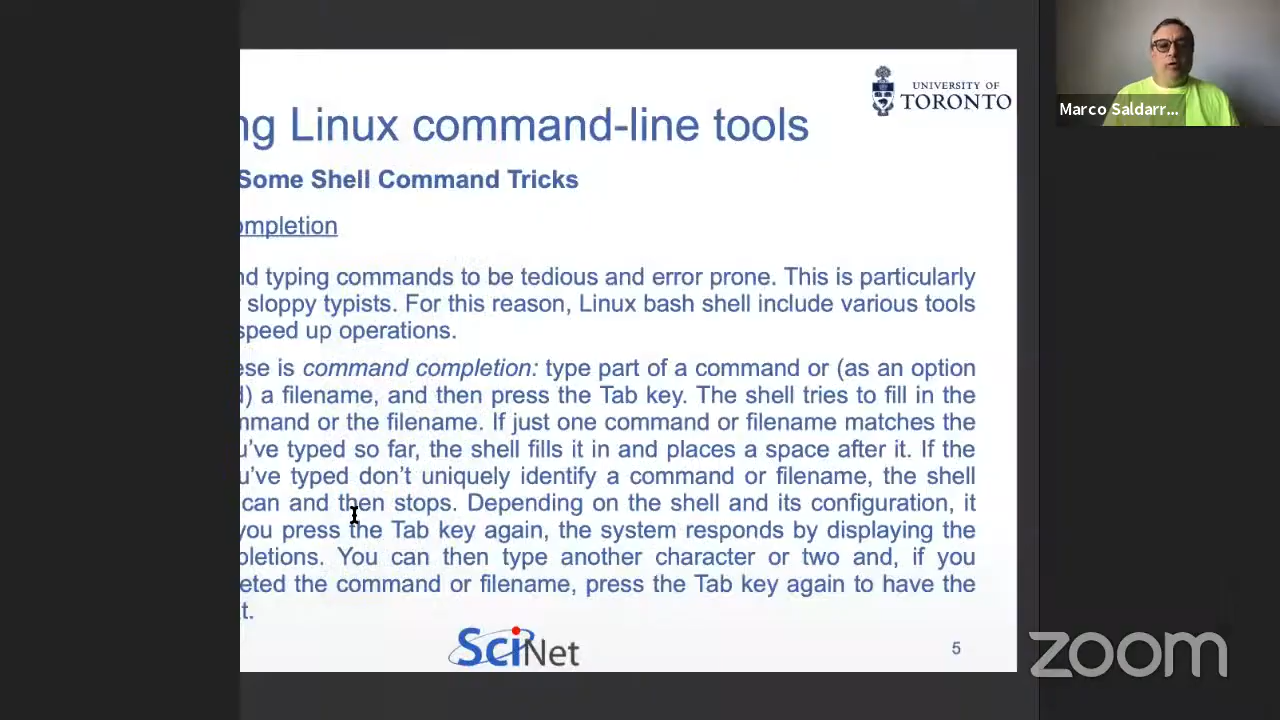 UNIVERSITY OF
TORONTO
ng Linux command-line tools
Some Shell Command Tricks
ompletion
nd typing commands to be tedious and error prone. This is particularly
sloppy typists. For this reason, Linux bash shell include various tools
speed up operations.
ese is command completion: type part of a command or (as an option
) a filename, and then press the Tab key. The shell tries to fill in the
mmand or the filename. If just one command or filename matches the
u've typed so far, the shell fills it in and places a space after it. If the
u've typed don't uniquely identify a command or filename, the shell
can and then stops. Depending on the shell and its configuration, it
you press the Tab key again, the system responds by displaying the
pletions. You can then type another character or two and, if you
eted the command or filename, press the Tab key again to have the
t.
SciNet
5
Marco Saldarr...
zoom